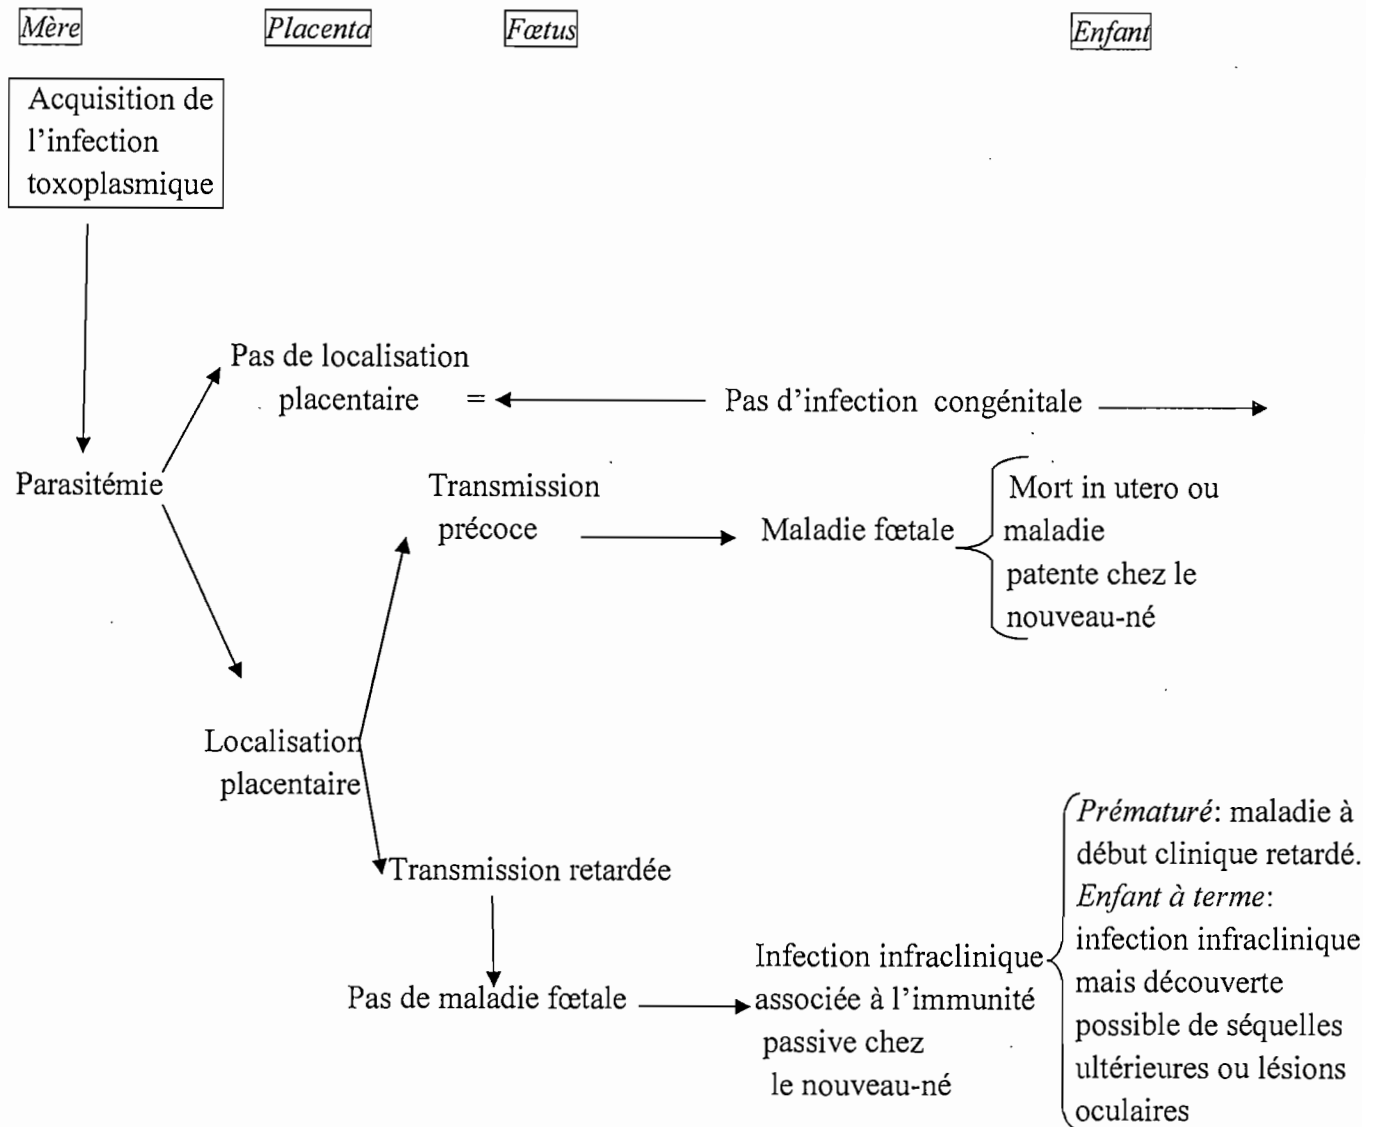 Mère Placenta Fœtus Enfant
Acquisition de
l'infection
toxoplasmique
Pas de localisation
placentaire = Pas d'infection congénitale
Parasitémie
Transmission
précoce
Maladie fœtale
Mort in utero ou
maladie
patente chez le
nouveau-né
Localisation
placentaire
Transmission retardée
Pas de maladie fœtale
Infection infraclinique
associée à l'immunité
passive chez
le nouveau-né
Prématuré: maladie à
début clinique retardé.
Enfant à terme:
infection infraclinique
mais découverte
possible de séquelles
ultérieures ou lésions
oculaires